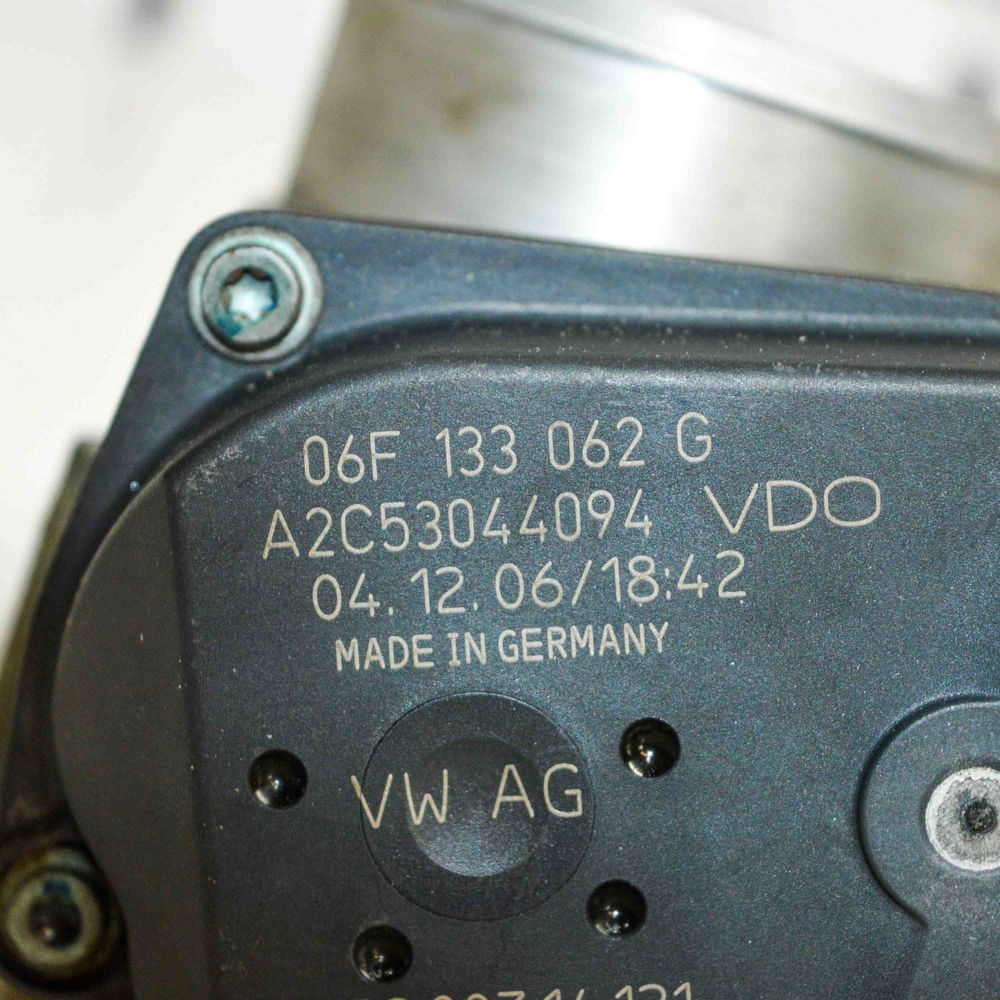 06F 133 062 G
A2C53044094 VDO
04.12.06/18:42
MADE IN GERMANY
VW AG